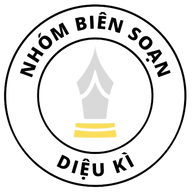 NHÓM BIÊN SOẠN
DIỆU KÌ